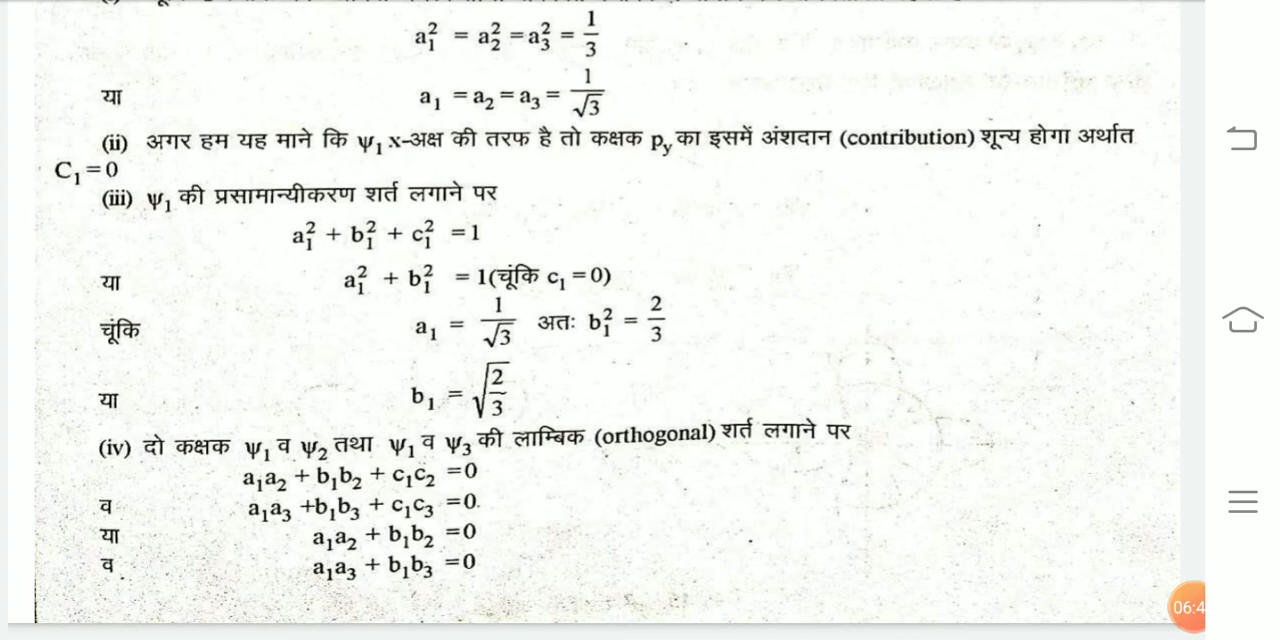 a₁² = a₂² = a₃² = 1/3
या a₁ = a₂ = a₃ = 1/√3
(ii) अगर हम यह माने कि ψ₁ x-अक्ष की तरफ है तो कक्षक p_y का इसमें अंशदान (contribution) शून्य होगा अर्थात
C₁ = 0
(iii) ψ₁ की प्रसामान्यीकरण शर्त लगाने पर
a₁² + b₁² + c₁² = 1
या a₁² + b₁² = 1(चूंकि c₁ = 0)
चूंकि a₁ = 1/√3 अतः b₁² = 2/3
या b₁ = √(2/3)
(iv) दो कक्षक ψ₁ व ψ₂ तथा ψ₁ व ψ₃ की लाम्बिक (orthogonal) शर्त लगाने पर
a₁a₂ + b₁b₂ + c₁c₂ = 0
व a₁a₃ + b₁b₃ + c₁c₃ = 0.
या a₁a₂ + b₁b₂ = 0
व a₁a₃ + b₁b₃ = 0
06:4